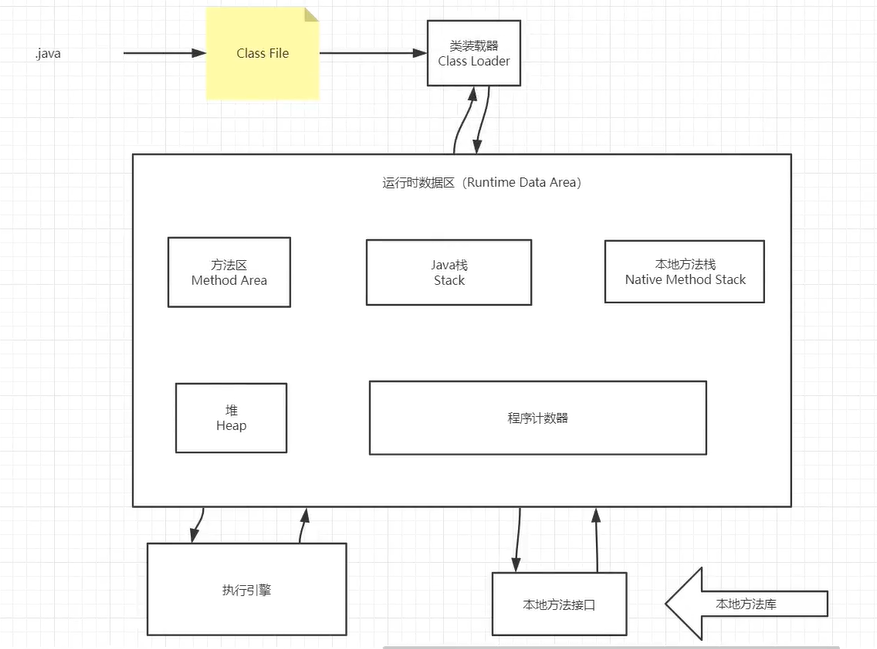 .java
Class File
类装载器
Class Loader
运行时数据区（Runtime Data Area）
方法区
Method Area
Java栈
Stack
本地方法栈
Native Method Stack
堆
Heap
程序计数器
执行引擎
本地方法接口
本地方法库